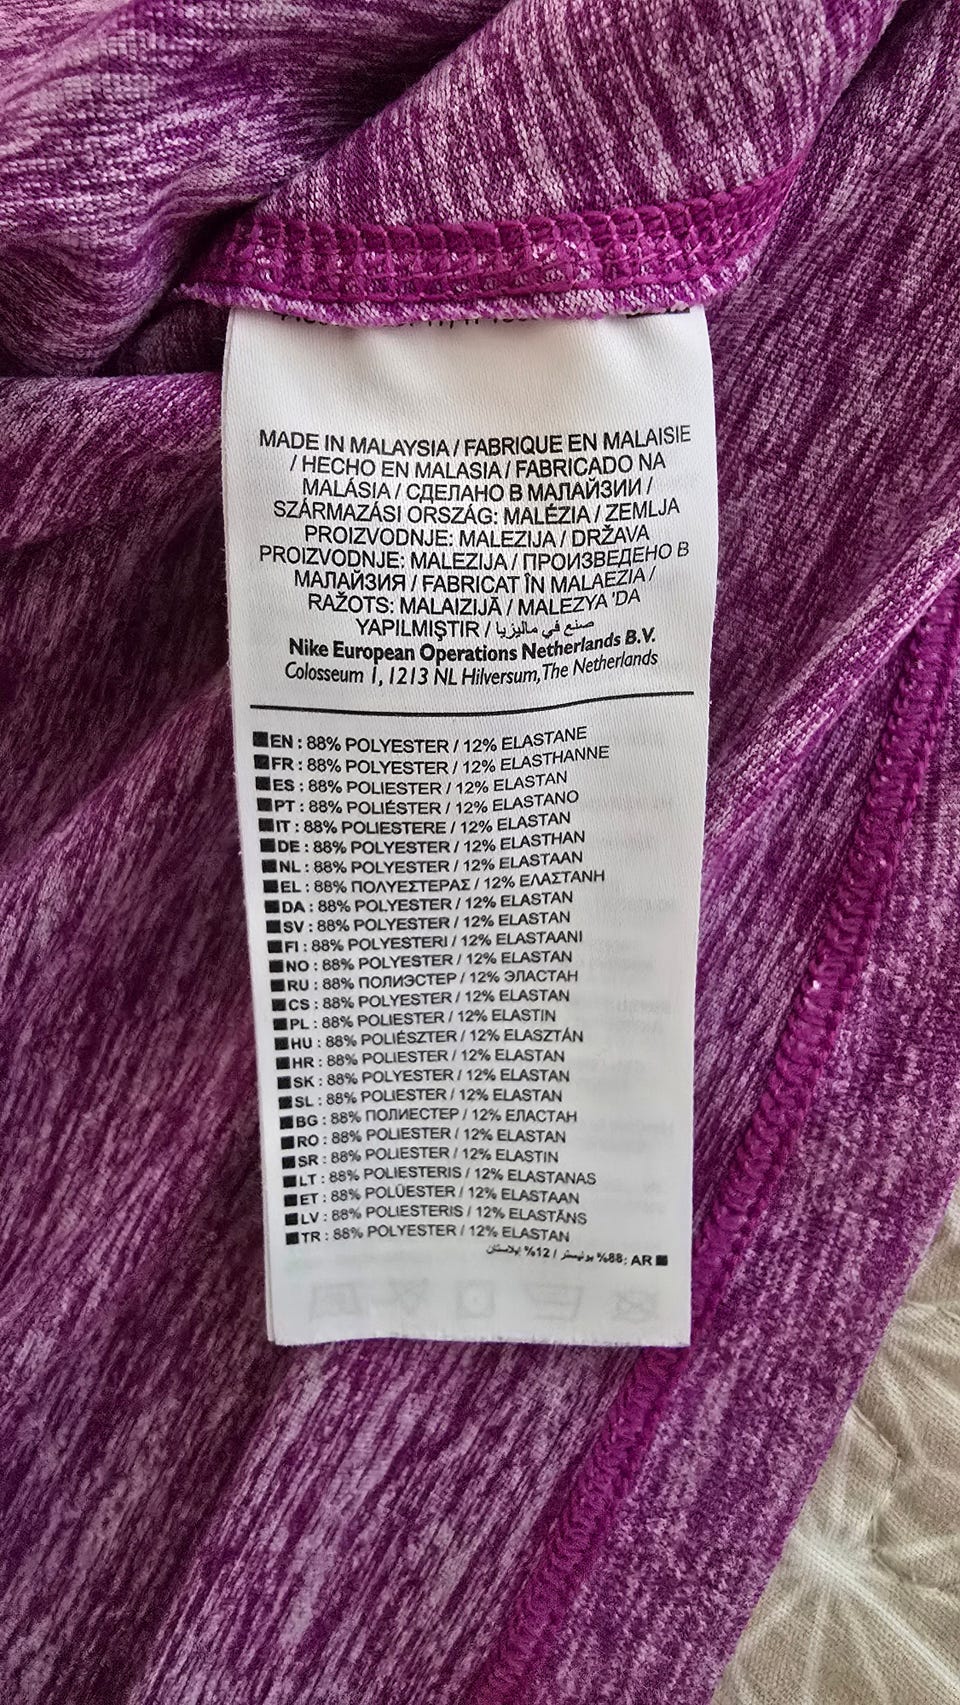 MADE IN MALAYSIA / FABRIQUE EN MALAISIE
/ HECHO EN MALASIA / FABRICADO NA
MALÁSIA / СДЕЛАНО В МАЛАЙЗИИ /
SZÁRMAZÁSI ORSZÁG: MALÉZIA / ZEMLJA
PROIZVODNJE: MALEZIJA / DRŽAVA
PROIZVODNJE: MALEZIJA / ПРОИЗВЕДЕНО В
МАЛАЙЗИЯ / FABRICAT ÎN MALAEZIA /
RAŽOTS: MALAIZIJĀ / MALEZYA 'DA
YAPILMIŞTIR / صنع في ماليزيا
Nike European Operations Netherlands B.V.
Colosseum 1, 1213 NL Hilversum, The Netherlands
EN : 88% POLYESTER / 12% ELASTANE
FR : 88% POLYESTER / 12% ELASTHANNE
ES : 88% POLYESTER / 12% ELASTAN
PT : 88% POLIÉSTER / 12% ELASTANO
IT : 88% POLIESTERE / 12% ELASTAN
DE : 88% POLYESTER / 12% ELASTHAN
NL : 88% POLYESTER / 12% ELASTAAN
EL : 88% ΠΟΛΥΕΣΤΕΡΑΣ / 12% ΕΛΑΣΤΑΝΗ
DA : 88% POLYESTER / 12% ELASTAN
SV : 88% POLYESTER / 12% ELASTAN
FI : 88% POLYESTERI / 12% ELASTAANI
NO : 88% POLYESTER / 12% ELASTAN
RU : 88% ПОЛИЭСТЕР / 12% ЭЛАСТАН
CS : 88% POLYESTER / 12% ELASTAN
PL : 88% POLIESTER / 12% ELASTIN
HU : 88% POLIÉSZTER / 12% ELASZTÁN
HR : 88% POLIESTER / 12% ELASTAN
SK : 88% POLYESTER / 12% ELASTAN
SL : 88% POLIESTER / 12% ELASTAN
BG : 88% ПОЛИЕСТЕР / 12% ЕЛАСТАН
RO : 88% POLIESTER / 12% ELASTAN
SR : 88% POLIESTER / 12% ELASTIN
LT : 88% POLIESTERIS / 12% ELASTANAS
ET : 88% POLÜESTER / 12% ELASTAAN
LV : 88% POLIESTERIS / 12% ELASTĀNS
TR : 88% POLYESTER / 12% ELASTAN
AR :88% بوليستر / 12% إيلاستان